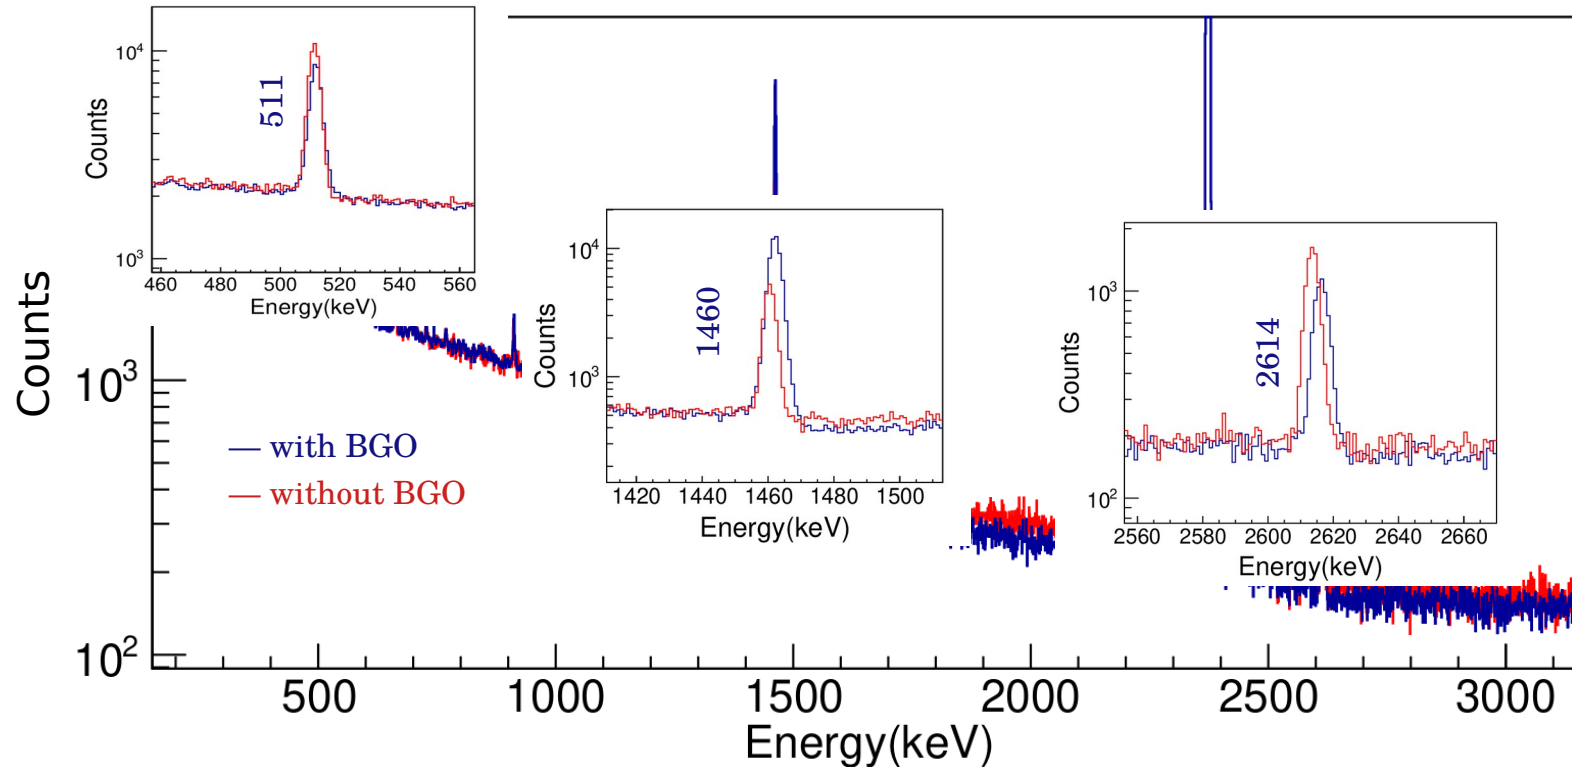 10⁴
10³
Counts
511
460 480 500 520 540 560
Energy(keV)
10⁴
10³
Counts
1460
1420 1440 1460 1480 1500
Energy(keV)
10³
10²
Counts
2614
2560 2580 2600 2620 2640 2660
Energy(keV)
Counts
10³
10²
with BGO
without BGO
500 1000 1500 2000 2500 3000
Energy(keV)